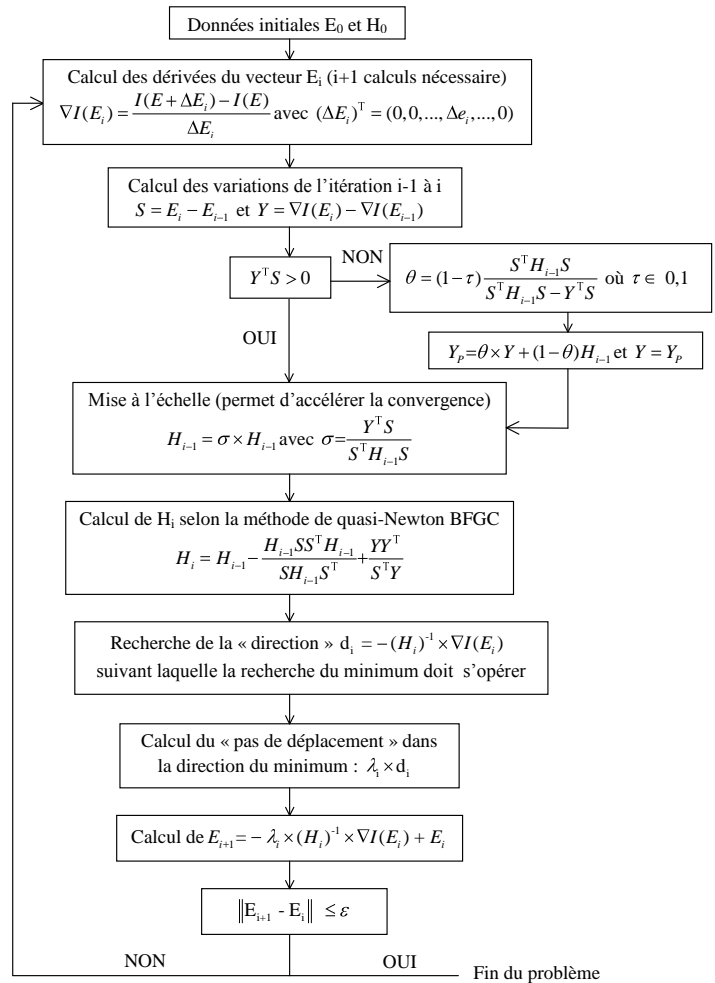 Données initiales E₀ et H₀
Calcul des dérivées du vecteur Eᵢ (i+1 calculs nécessaire)
∇I(Eᵢ) = (I(E + ΔEᵢ) − I(E)) / ΔEᵢ avec (ΔEᵢ)ᵀ = (0,0,...,Δeᵢ,...,0)
Calcul des variations de l’itération i-1 à i
S = Eᵢ − Eᵢ₋₁ et Y = ∇I(Eᵢ) − ∇I(Eᵢ₋₁)
YᵀS > 0
NON
θ = (1−τ) SᵀHᵢ₋₁S / (SᵀHᵢ₋₁S − YᵀS) où τ ∈ 0,1
OUI
Y_P = θ × Y + (1−θ)Hᵢ₋₁ et Y = Y_P
Mise à l’échelle (permet d’accélérer la convergence)
Hᵢ₋₁ = σ × Hᵢ₋₁ avec σ = YᵀS / SᵀHᵢ₋₁S
Calcul de Hᵢ selon la méthode de quasi-Newton BFGC
Hᵢ = Hᵢ₋₁ − Hᵢ₋₁SSᵀHᵢ₋₁ / SHᵢ₋₁Sᵀ + YYᵀ / SᵀY
Recherche de la « direction » dᵢ = −(Hᵢ)⁻¹ × ∇I(Eᵢ)
suivant laquelle la recherche du minimum doit s’opérer
Calcul du « pas de déplacement » dans
la direction du minimum : λᵢ × dᵢ
Calcul de Eᵢ₊₁ = − λᵢ × (Hᵢ)⁻¹ × ∇I(Eᵢ) + Eᵢ
‖Eᵢ₊₁ - Eᵢ‖ ≤ ε
NON
OUI
Fin du problème